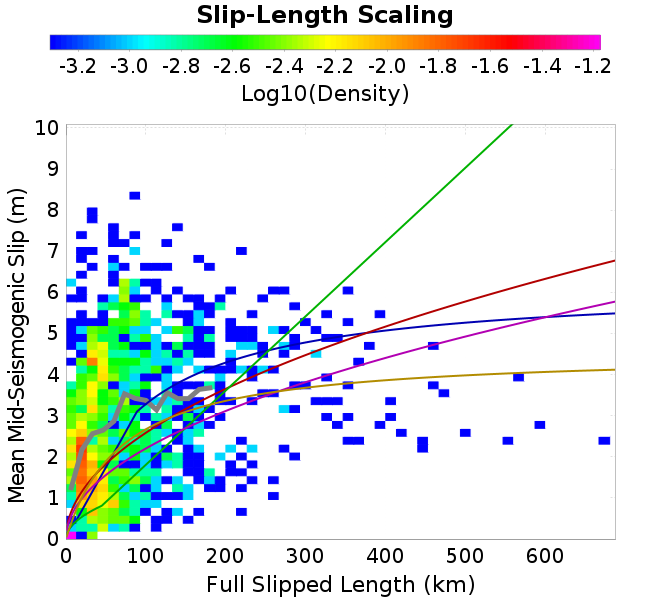 Slip-Length Scaling
-3.2 -3.0 -2.8 -2.6 -2.4 -2.2 -2.0 -1.8 -1.6 -1.4 -1.2
Log10(Density)
Mean Mid-Seismogenic Slip (m)
10
9
8
7
6
5
4
3
2
1
0
0 100 200 300 400 500 600
Full Slipped Length (km)